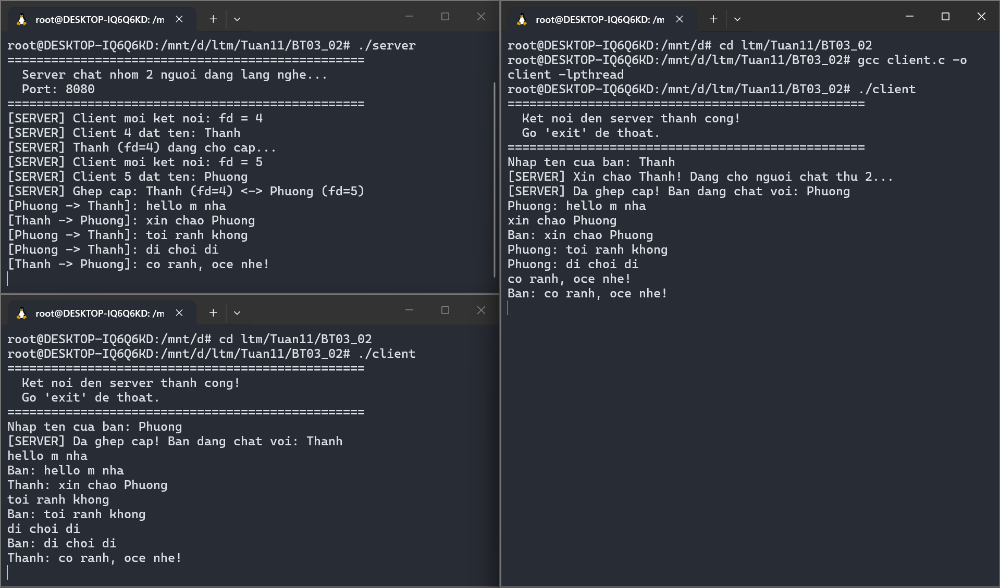 root@DESKTOP-IQ6Q6KD: /m
root@DESKTOP-IQ6Q6KD:/mnt/d/ltm/Tuan11/BT03_02# ./server
=================================================
  Server chat nhom 2 nguoi dang lang nghe...
  Port: 8080
=================================================
[SERVER] Client moi ket noi: fd = 4
[SERVER] Client 4 dat ten: Thanh
[SERVER] Thanh (fd=4) dang cho cap...
[SERVER] Client moi ket noi: fd = 5
[SERVER] Client 5 dat ten: Phuong
[SERVER] Ghep cap: Thanh (fd=4) <-> Phuong (fd=5)
[Phuong -> Thanh]: hello m nha
[Thanh -> Phuong]: xin chao Phuong
[Phuong -> Thanh]: toi ranh khong
[Phuong -> Thanh]: di choi di
[Thanh -> Phuong]: co ranh, oce nhe!
root@DESKTOP-IQ6Q6KD: /m
root@DESKTOP-IQ6Q6KD:/mnt/d# cd ltm/Tuan11/BT03_02
root@DESKTOP-IQ6Q6KD:/mnt/d/ltm/Tuan11/BT03_02# ./client
=================================================
  Ket noi den server thanh cong!
  Go 'exit' de thoat.
=================================================
Nhap ten cua ban: Phuong
[SERVER] Da ghep cap! Ban dang chat voi: Thanh
hello m nha
Ban: hello m nha
Thanh: xin chao Phuong
toi ranh khong
Ban: toi ranh khong
di choi di
Ban: di choi di
Thanh: co ranh, oce nhe!
root@DESKTOP-IQ6Q6KD: /m
root@DESKTOP-IQ6Q6KD:/mnt/d# cd ltm/Tuan11/BT03_02
root@DESKTOP-IQ6Q6KD:/mnt/d/ltm/Tuan11/BT03_02# gcc client.c -o
client -lpthread
root@DESKTOP-IQ6Q6KD:/mnt/d/ltm/Tuan11/BT03_02# ./client
=================================================
  Ket noi den server thanh cong!
  Go 'exit' de thoat.
=================================================
Nhap ten cua ban: Thanh
[SERVER] Xin chao Thanh! Dang cho nguoi chat thu 2...
[SERVER] Da ghep cap! Ban dang chat voi: Phuong
Phuong: hello m nha
xin chao Phuong
Ban: xin chao Phuong
Phuong: toi ranh khong
Phuong: di choi di
co ranh, oce nhe!
Ban: co ranh, oce nhe!